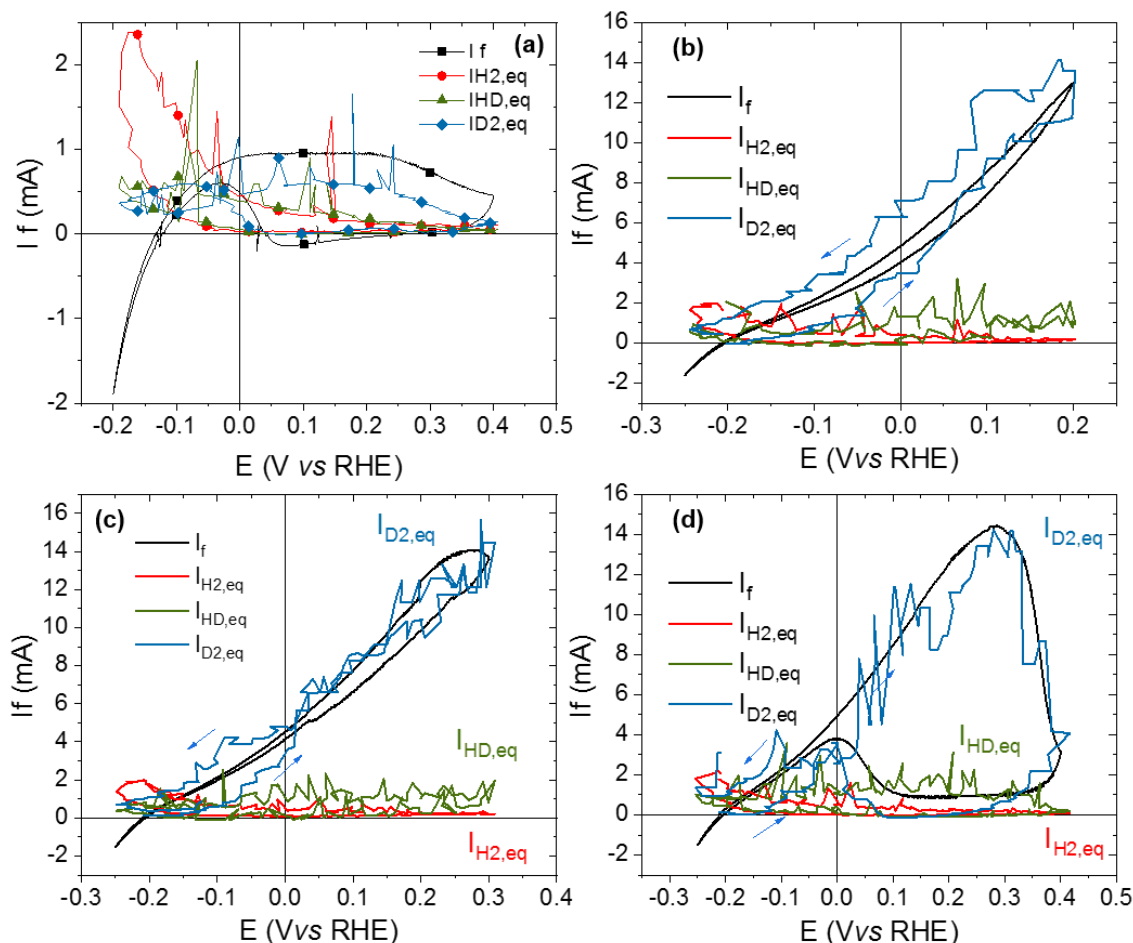 (a)
I f
IH2,eq
IHD,eq
ID2,eq
2
1
0
-1
-2
I f (mA)
-0.2 -0.1 0.0 0.1 0.2 0.3 0.4 0.5
E (V vs RHE)
(b)
If
IH2,eq
IHD,eq
ID2,eq
16
14
12
10
8
6
4
2
0
-2
If (mA)
-0.3 -0.2 -0.1 0.0 0.1 0.2
E (Vvs RHE)
(c)
If
IH2,eq
IHD,eq
ID2,eq
ID2,eq
IHD,eq
IH2,eq
16
14
12
10
8
6
4
2
0
-2
If (mA)
-0.3 -0.2 -0.1 0.0 0.1 0.2 0.3 0.4
E (Vvs RHE)
(d)
ID2,eq
If
IH2,eq
IHD,eq
ID2,eq
IHD,eq
IH2,eq
16
14
12
10
8
6
4
2
0
-2
If (mA)
-0.3 -0.2 -0.1 0.0 0.1 0.2 0.3 0.4 0.5
E (Vvs RHE)